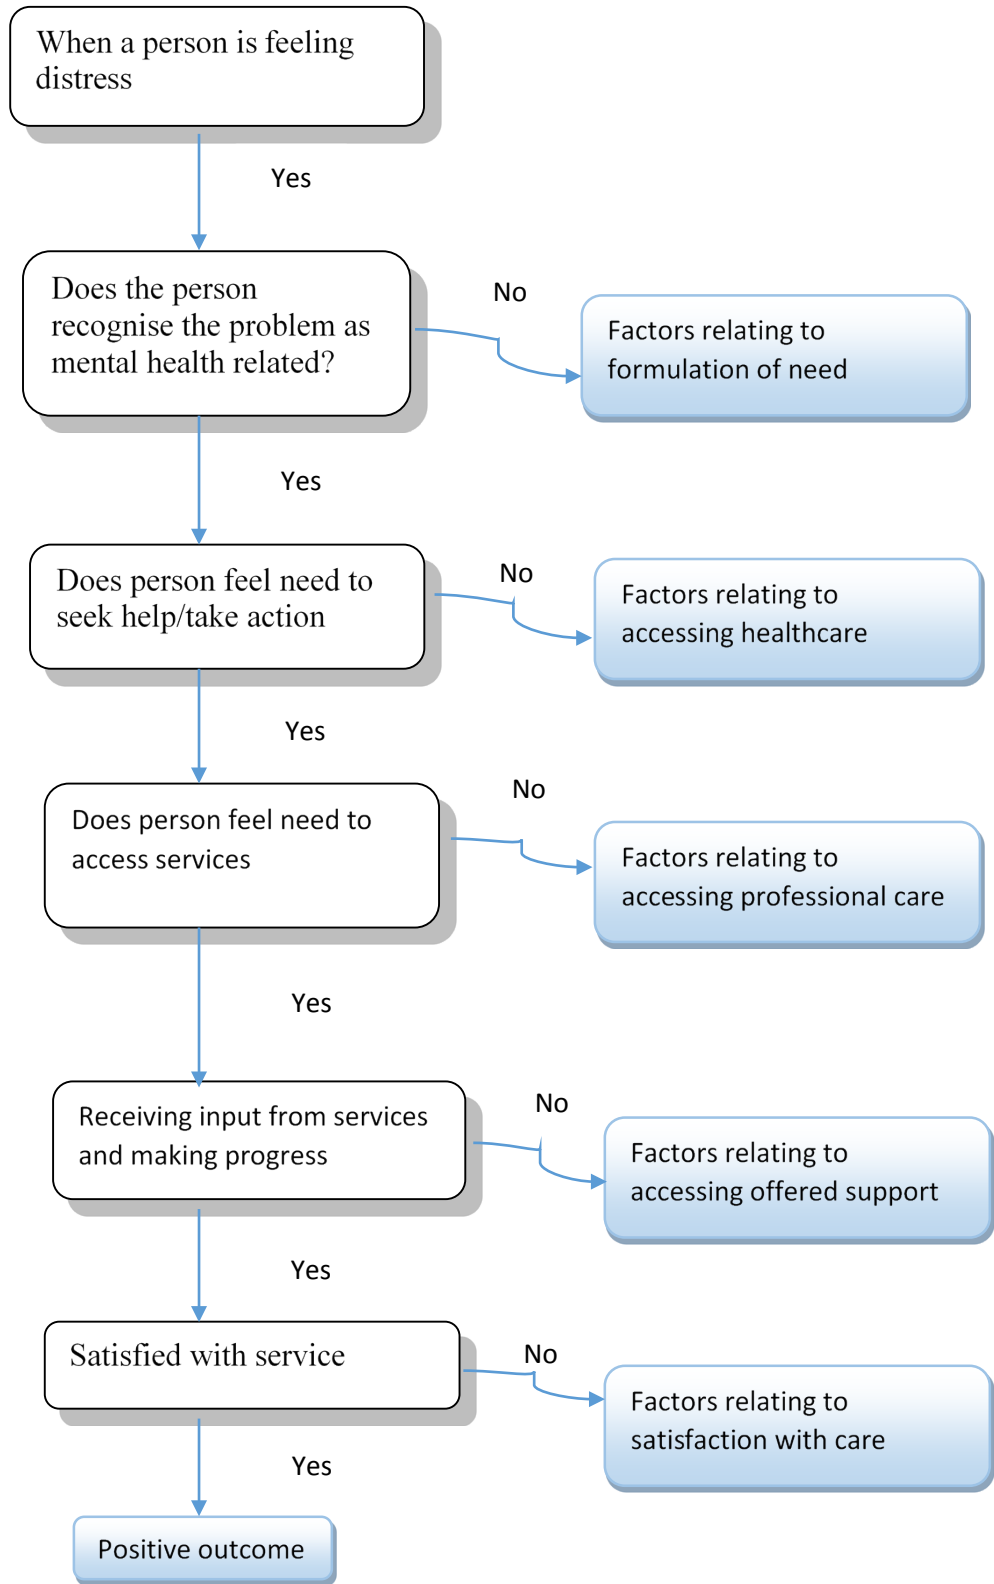 When a person is feeling
distress
Yes
Does the person
recognise the problem as
mental health related?
No
Factors relating to
formulation of need
Yes
Does person feel need to
seek help/take action
No
Factors relating to
accessing healthcare
Yes
Does person feel need to
access services
No
Factors relating to
accessing professional care
Yes
Receiving input from services
and making progress
No
Factors relating to
accessing offered support
Yes
Satisfied with service
No
Factors relating to
satisfaction with care
Yes
Positive outcome